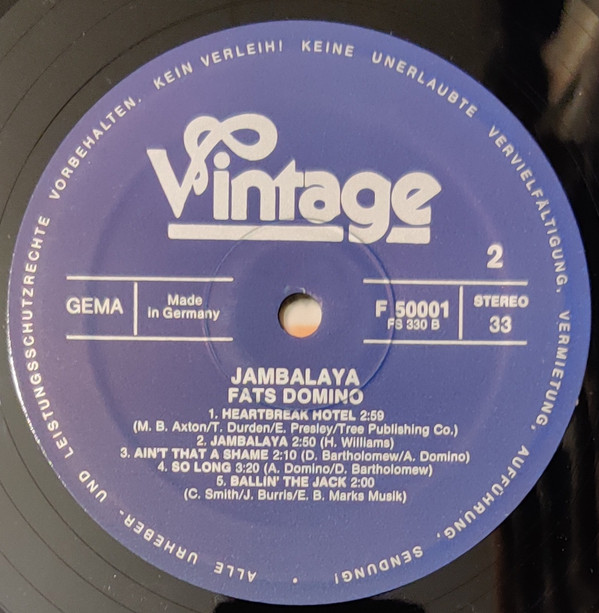 ALLE URHEBER- UND LEISTUNGSSCHUTZRECHTE VORBEHALTEN. KEIN VERLEIH! KEINE UNERLAUBTE VERVIELFÄLTIGUNG, VERMIETUNG, AUFFÜHRUNG, SENDUNG!
Vintage
2
GEMA
Made
in Germany
F 50001
FS 330 B
STEREO
33
JAMBALAYA
FATS DOMINO
1. HEARTBREAK HOTEL 2:59
(M. B. Axton/T. Durden/E. Presley/Tree Publishing Co.)
2. JAMBALAYA 2:50 (H. Williams)
3. AIN'T THAT A SHAME 2:10 (D. Bartholomew/A. Domino)
4. SO LONG 3:20 (A. Domino/D. Bartholomew)
5. BALLIN' THE JACK 2:00
(C. Smith/J. Burris/E. B. Marks Musik)